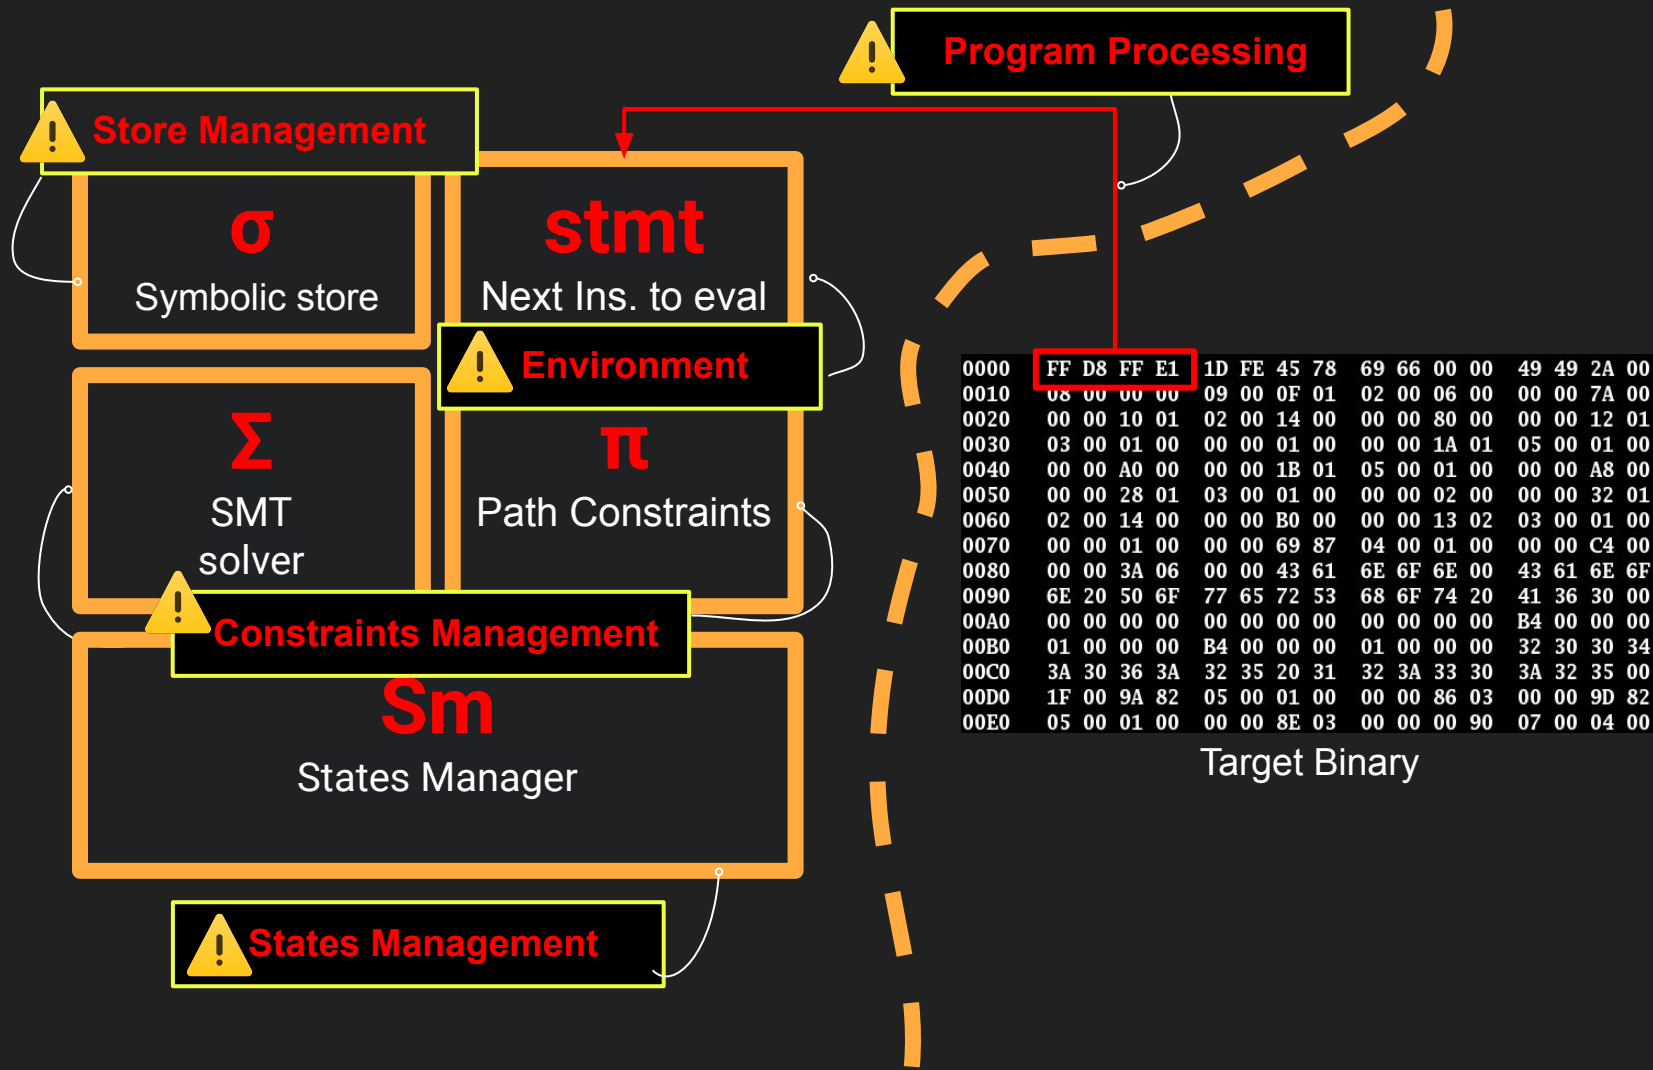 Program Processing
Store Management
σ
Symbolic store
stmt
Next Ins. to eval
Environment
Σ
SMT
solver
π
Path Constraints
Constraints Management
Sm
States Manager
States Management
0000 FF D8 FF E1 1D FE 45 78 69 66 00 00 49 49 2A 00
0010 08 00 00 00 09 00 0F 01 02 00 06 00 00 00 7A 00
0020 00 00 10 01 02 00 14 00 00 00 80 00 00 00 12 01
0030 03 00 01 00 00 00 01 00 00 00 1A 01 05 00 01 00
0040 00 00 A0 00 00 00 1B 01 05 00 01 00 00 00 A8 00
0050 00 00 28 01 03 00 01 00 00 00 02 00 00 00 32 01
0060 02 00 14 00 00 00 B0 00 00 00 13 02 03 00 01 00
0070 00 00 01 00 00 00 69 87 04 00 01 00 00 00 C4 00
0080 00 00 3A 06 00 00 43 61 6E 6F 6E 00 43 61 6E 6F
0090 6E 20 50 6F 77 65 72 53 68 6F 74 20 41 36 30 00
00A0 00 00 00 00 00 00 00 00 00 00 00 00 B4 00 00 00
00B0 01 00 00 00 B4 00 00 00 01 00 00 00 32 30 30 34
00C0 3A 30 36 3A 32 35 20 31 32 3A 33 30 3A 32 35 00
00D0 1F 00 9A 82 05 00 01 00 00 00 86 03 00 00 9D 82
00E0 05 00 01 00 00 00 8E 03 00 00 00 90 07 00 04 00
Target Binary